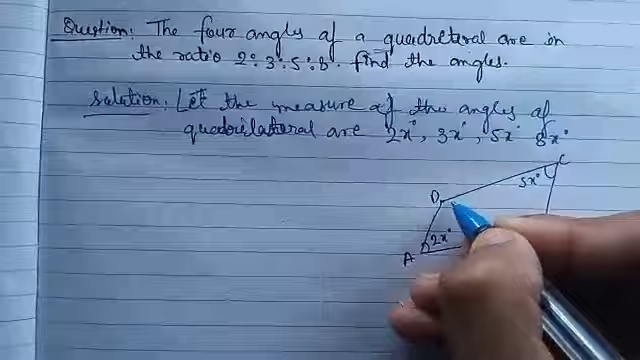 Question: The four angles of a quadreteral are in
the ratio 2:3:5:8. find the angles.
Solution: Let the measure of the angles of
quadrilateral are 2x°, 3x°, 5x° 8x°
C
5x°
D
2x°
A